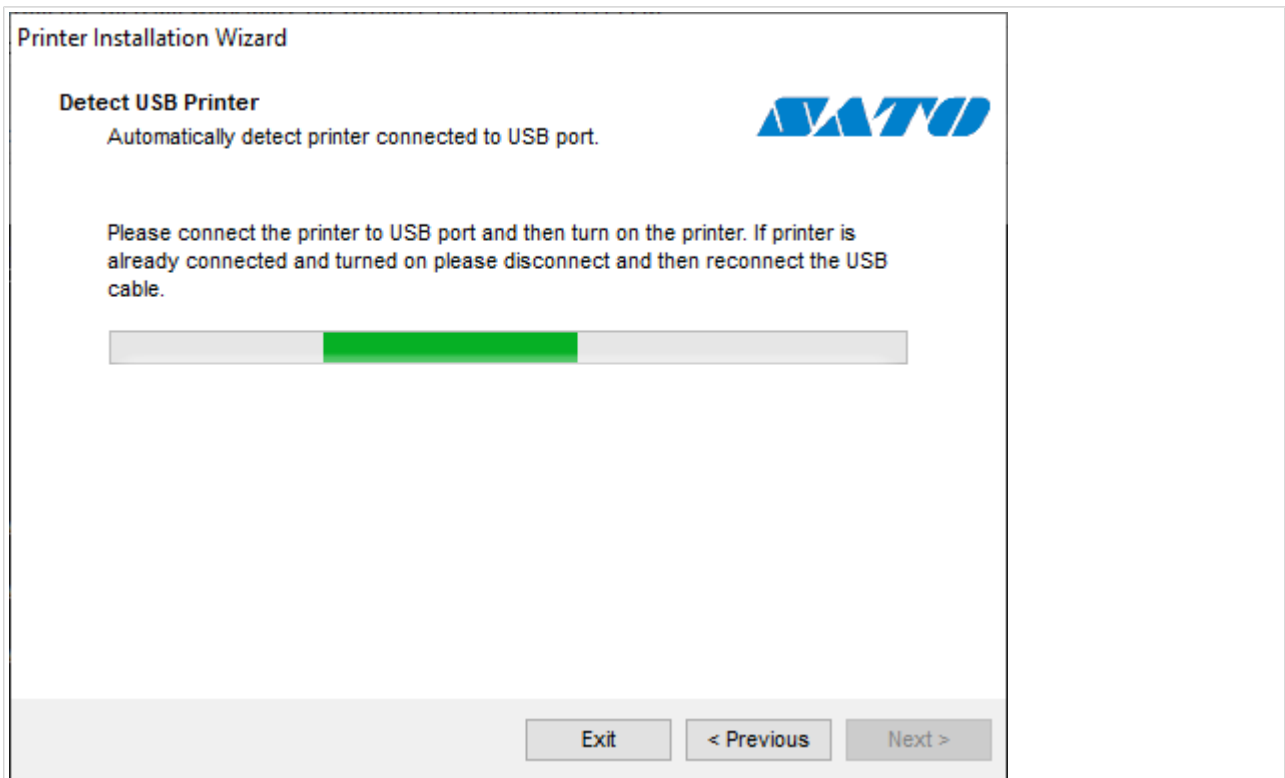 Printer Installation Wizard
Detect USB Printer
SATO
Automatically detect printer connected to USB port.
Please connect the printer to USB port and then turn on the printer. If printer is
already connected and turned on please disconnect and then reconnect the USB
cable.
Exit
< Previous
Next >